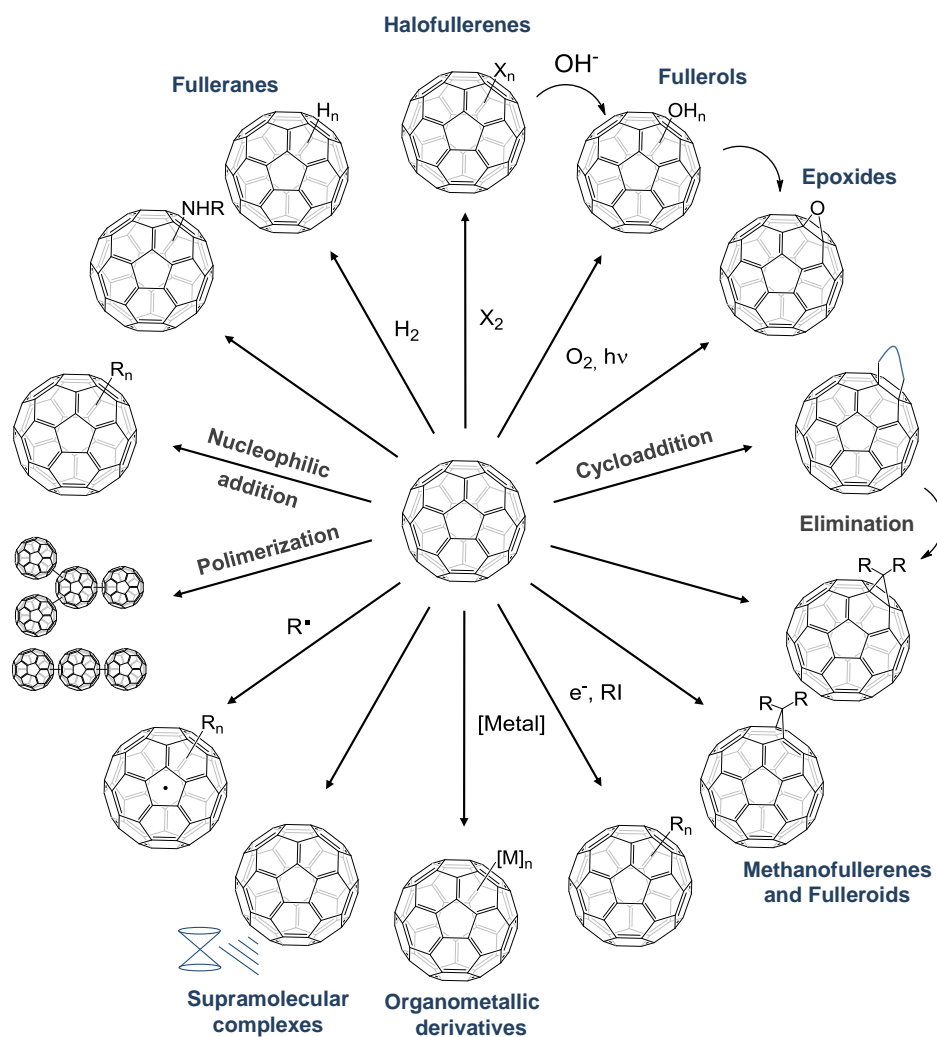 Halofullerenes
Xₙ
OH⁻
Fullerols
Fulleranes
Hₙ
OHₙ
Epoxides
O
NHR
H₂
X₂
O₂, hν
Rₙ
Nucleophilic
addition
Cycloaddition
Polimerization
Elimination
R R
R▪
e⁻, RI
[Metal]
R R
Rₙ
Rₙ
[M]ₙ
Methanofullerenes
and Fulleroids
Supramolecular
complexes
Organometallic
derivatives